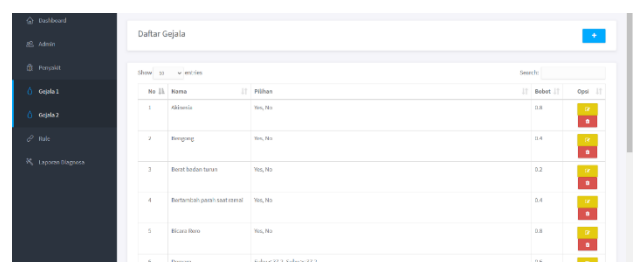 Dashboard
Admin
Penyakit
Gejala 1
Gejala 2
Rule
Laporan Diagnosa
Daftar Gejala
+
Show 10 entries
Search:
No Nama Pilihan Bobot Opsi
1 Akinesia Yes, No 0.8
2 Bengong Yes, No 0.4
3 Berat badan turun Yes, No 0.2
4 Bertambah parah saat ramai Yes, No 0.4
5 Bicara Pelo Yes, No 0.8
6 0.6